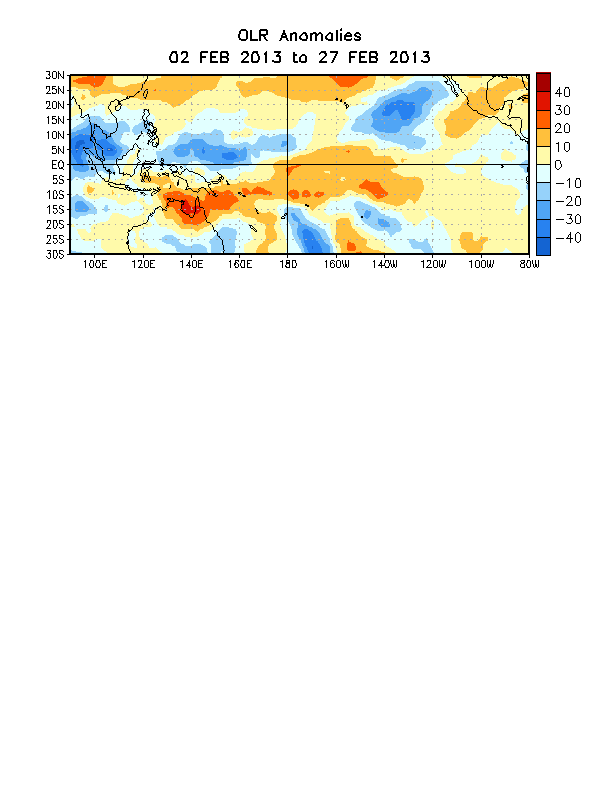 OLR Anomalies
02 FEB 2013 to 27 FEB 2013
30N
25N
20N
15N
10N
5N
EQ
5S
10S
15S
20S
25S
30S
100E 120E 140E 160E 180 160W 140W 120W 100W 80W
40
30
20
10
0
−10
−20
−30
−40